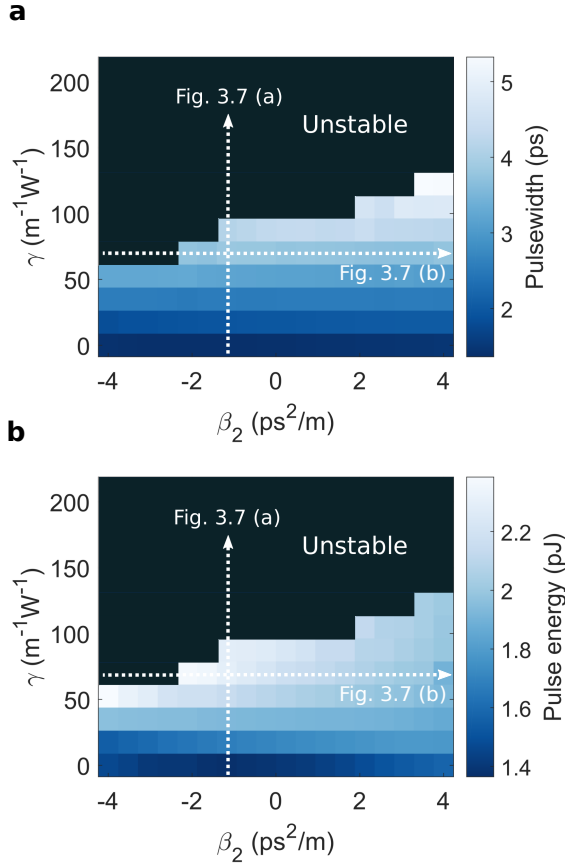 a
200
150
100
50
0
γ (m⁻¹W⁻¹)
Fig. 3.7 (a)
Unstable
Fig. 3.7 (b)
-4 -2 0 2 4
β₂ (ps²/m)
5
4
3
2
Pulsewidth (ps)
b
200
150
100
50
0
γ (m⁻¹W⁻¹)
Fig. 3.7 (a)
Unstable
Fig. 3.7 (b)
-4 -2 0 2 4
β₂ (ps²/m)
2.2
2
1.8
1.6
1.4
Pulse energy (pJ)